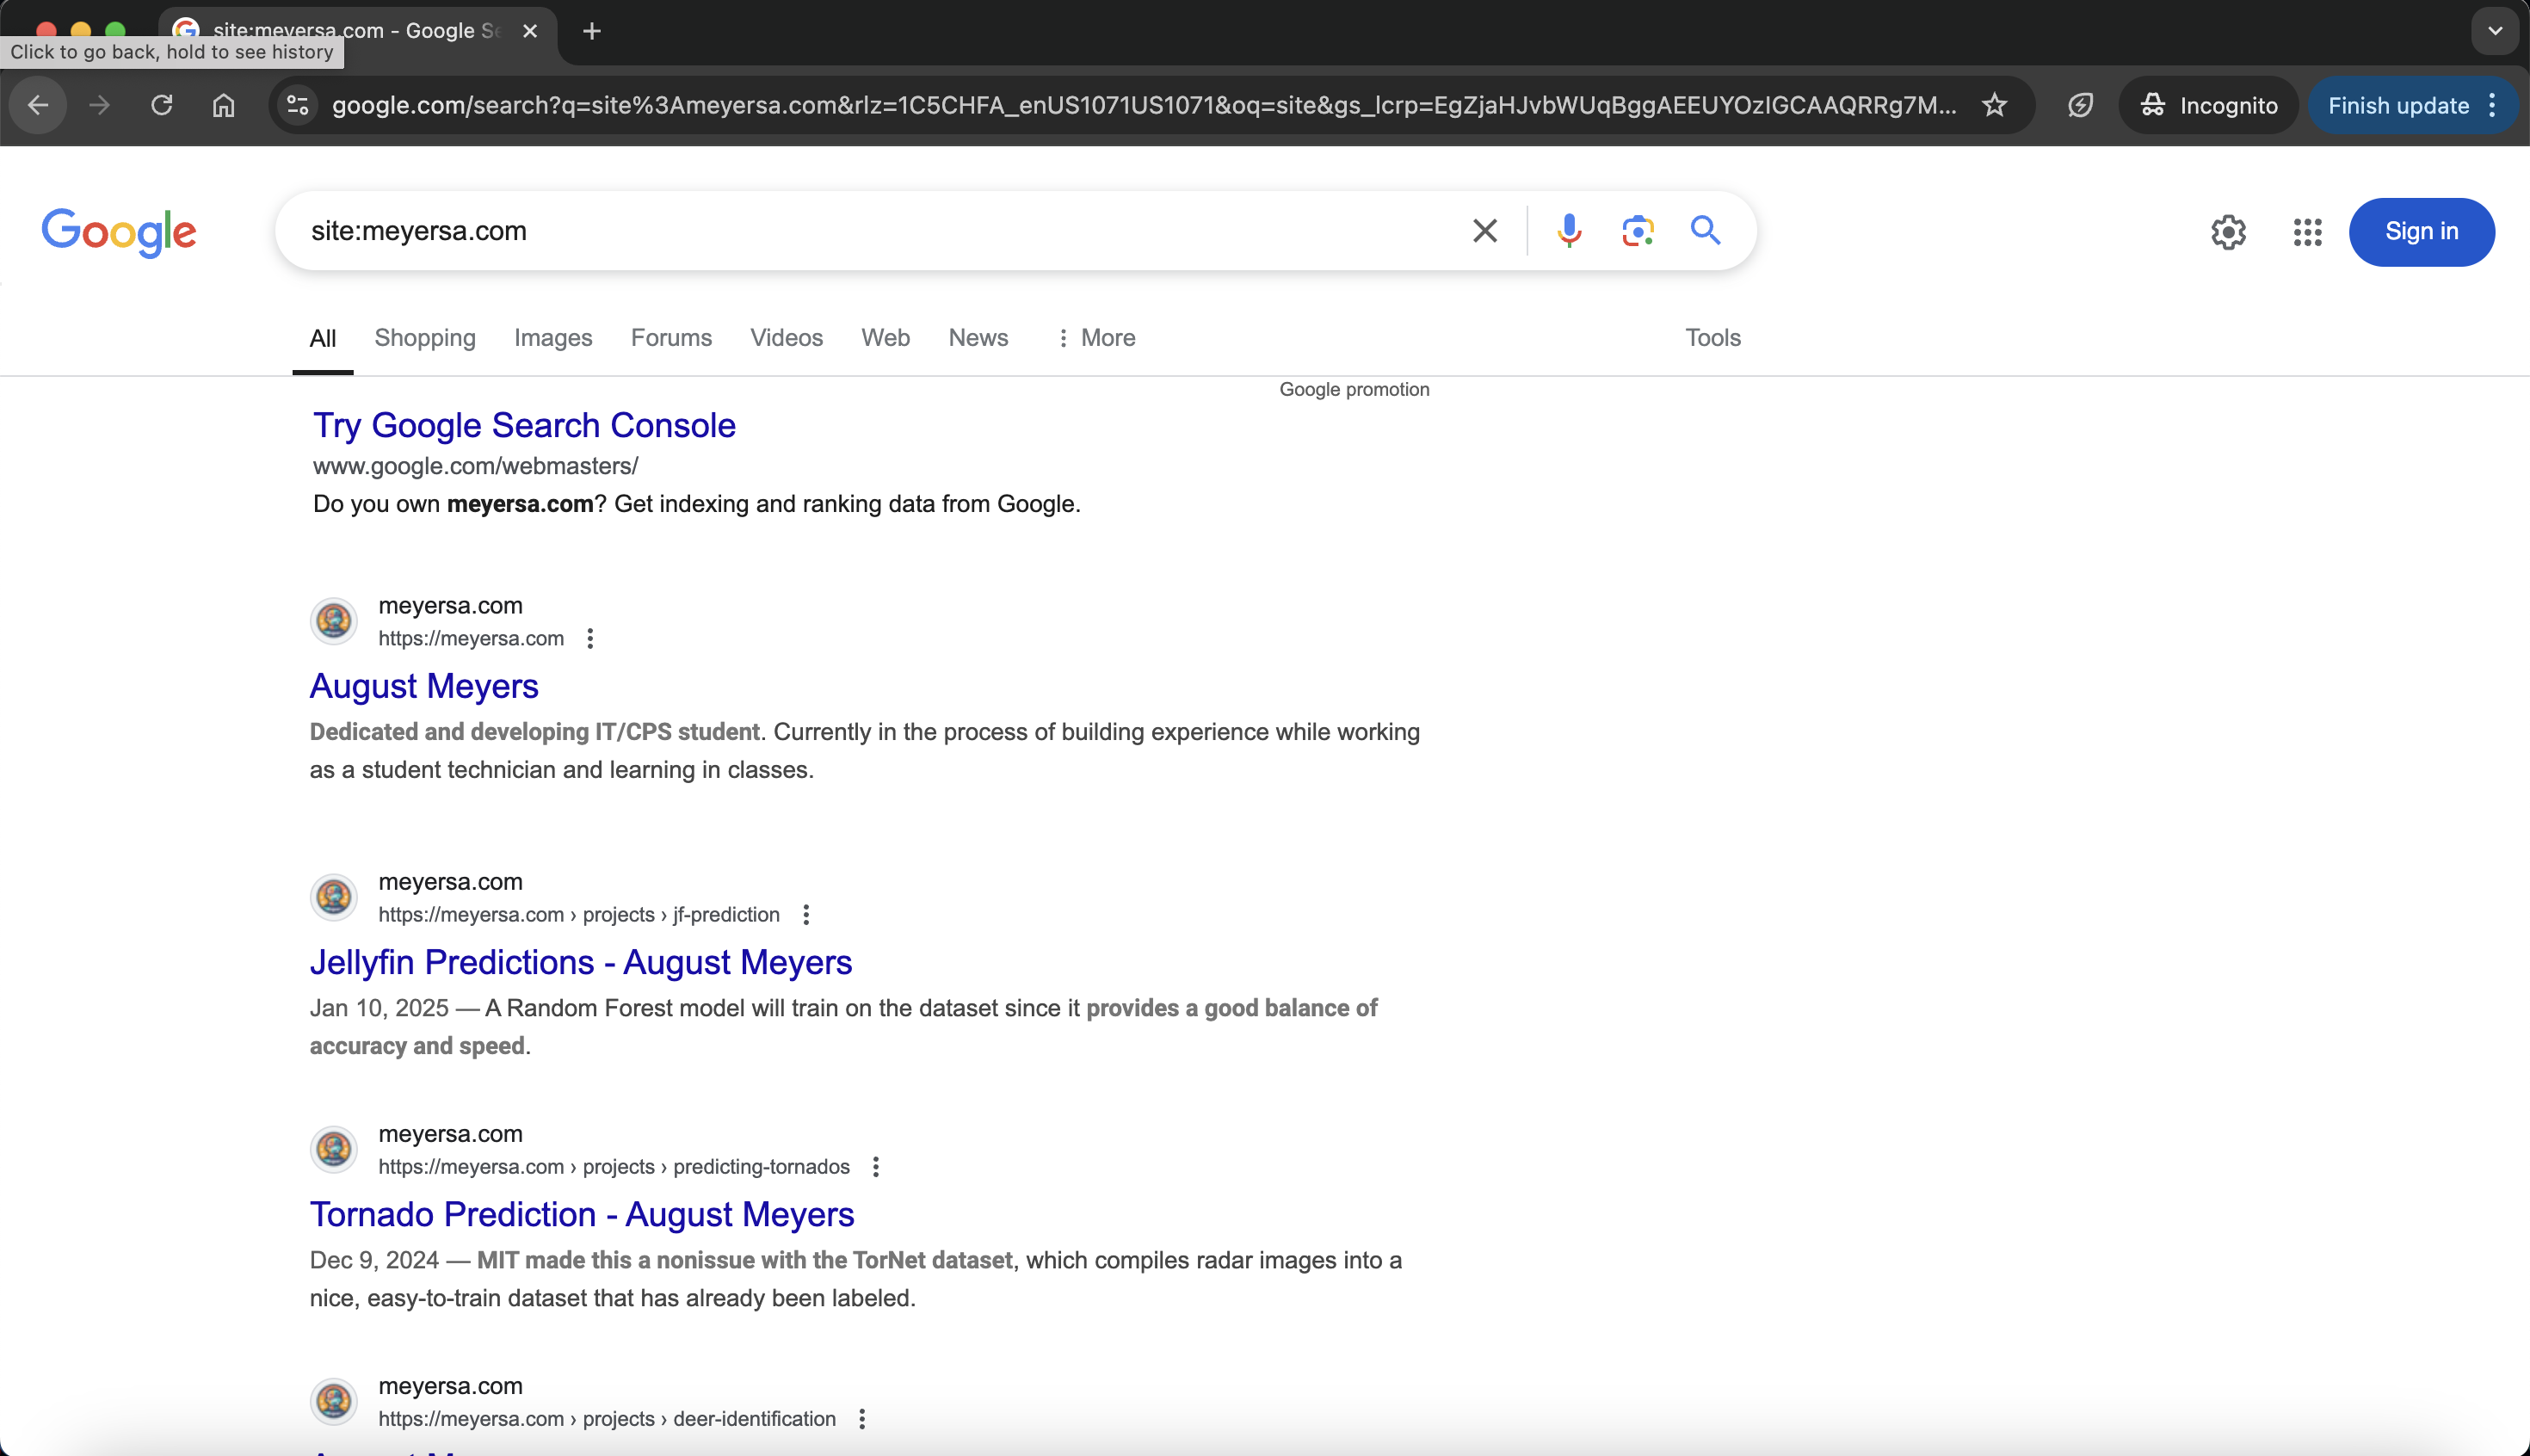 site:meyersa.com - Google Se
Click to go back, hold to see history
google.com/search?q=site%3Ameyersa.com&rlz=1C5CHFA_enUS1071US1071&oq=site&gs_lcrp=EgZjaHJvbWUqBggAEEUYOzIGCAAQRRg7M...
Incognito
Finish update
Google
site:meyersa.com
Sign in
All
Shopping
Images
Forums
Videos
Web
News
More
Tools
Google promotion
Try Google Search Console
www.google.com/webmasters/
Do you own meyersa.com? Get indexing and ranking data from Google.
meyersa.com
https://meyersa.com
August Meyers
Dedicated and developing IT/CPS student. Currently in the process of building experience while working
as a student technician and learning in classes.
meyersa.com
https://meyersa.com › projects › jf-prediction
Jellyfin Predictions - August Meyers
Jan 10, 2025 — A Random Forest model will train on the dataset since it provides a good balance of
accuracy and speed.
meyersa.com
https://meyersa.com › projects › predicting-tornados
Tornado Prediction - August Meyers
Dec 9, 2024 — MIT made this a nonissue with the TorNet dataset, which compiles radar images into a
nice, easy-to-train dataset that has already been labeled.
meyersa.com
https://meyersa.com › projects › deer-identification